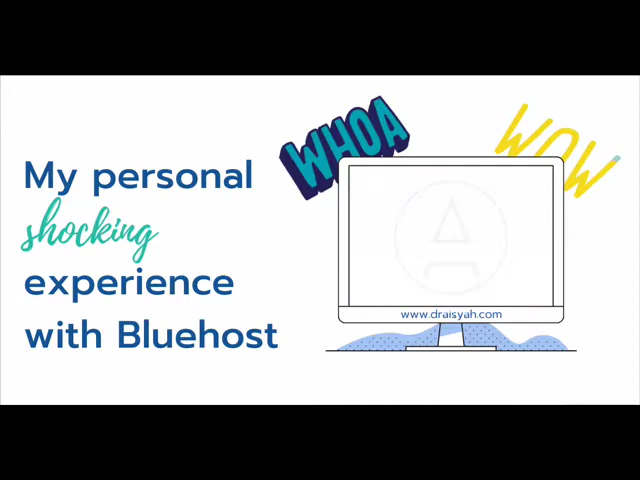 My personal
shocking
experience
with Bluehost
WHOA
WOW
www.draisyah.com